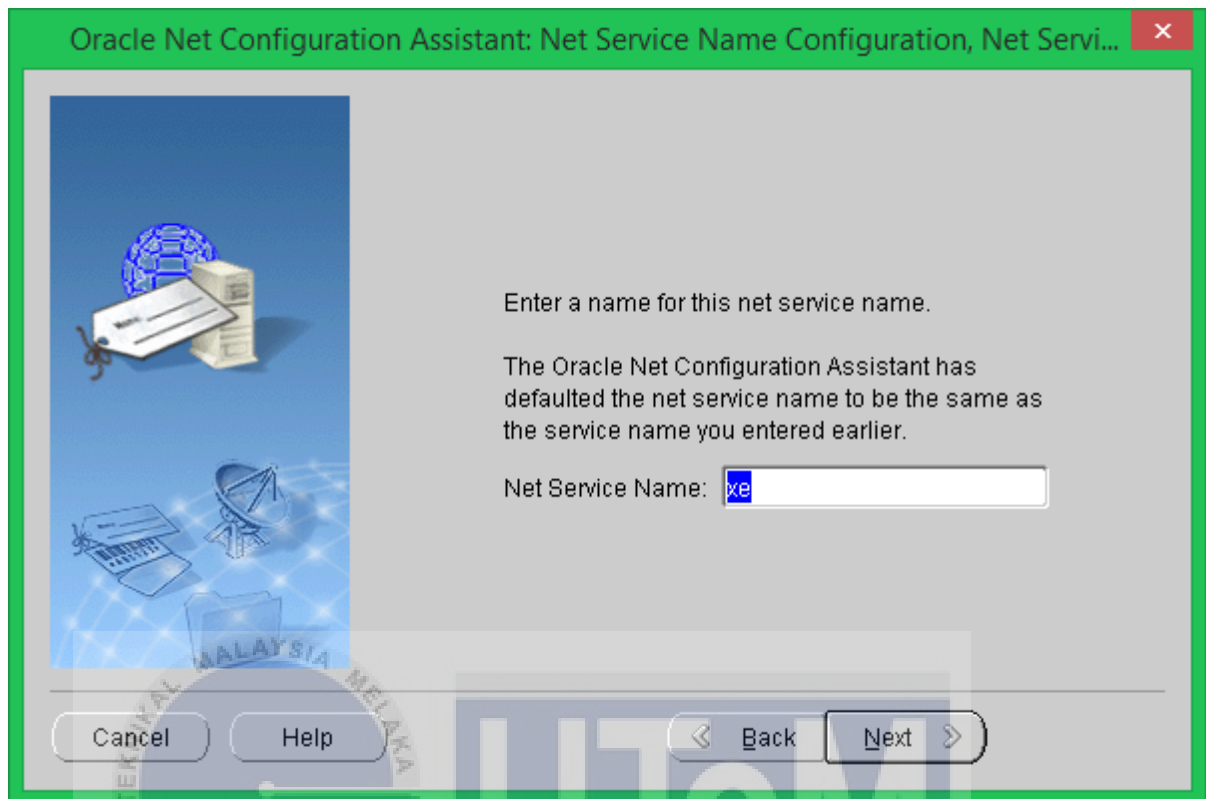 Oracle Net Configuration Assistant: Net Service Name Configuration, Net Servi...
Enter a name for this net service name.
The Oracle Net Configuration Assistant has
defaulted the net service name to be the same as
the service name you entered earlier.
Net Service Name: xe
Cancel
Help
Back
Next
MALAYSIA MELAKA
UTeM